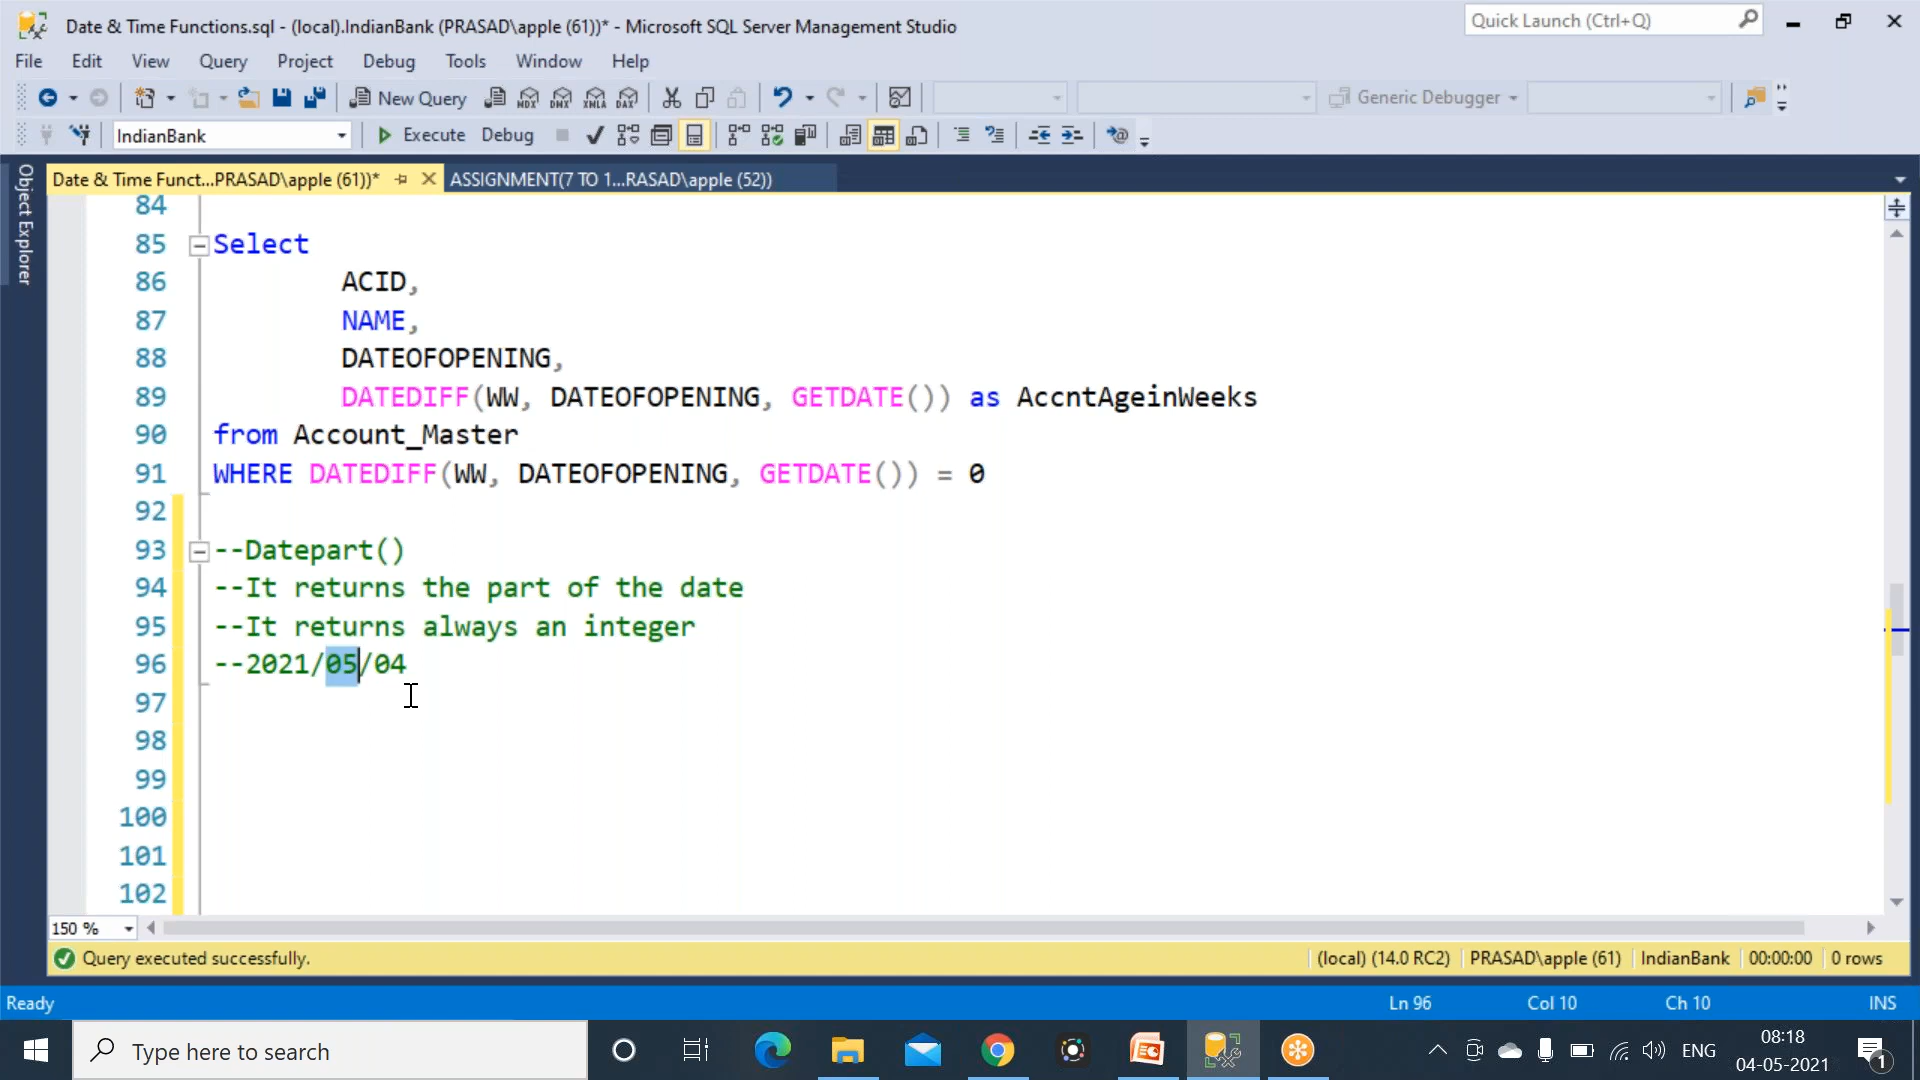 Date & Time Functions.sql - (local).IndianBank (PRASAD\apple (61))* - Microsoft SQL Server Management Studio
Quick Launch (Ctrl+Q)
File Edit View Query Project Debug Tools Window Help
New Query MDX DMX XMLA DAX Generic Debugger
IndianBank Execute Debug
Object Explorer
Date & Time Funct...PRASAD\apple (61))* ASSIGNMENT(7 TO 1...RASAD\apple (52))
84
85 Select
86 ACID,
87 NAME,
88 DATEOFOPENING,
89 DATEDIFF(WW, DATEOFOPENING, GETDATE()) as AccntAgeinWeeks
90 from Account_Master
91 WHERE DATEDIFF(WW, DATEOFOPENING, GETDATE()) = 0
92
93 --Datepart()
94 --It returns the part of the date
95 --It returns always an integer
96 --2021/05/04
97
98
99
100
101
102
150 %
Query executed successfully. (local) (14.0 RC2) PRASAD\apple (61) IndianBank 00:00:00 0 rows
Ready Ln 96 Col 10 Ch 10 INS
Type here to search ENG 08:18
04-05-2021 1